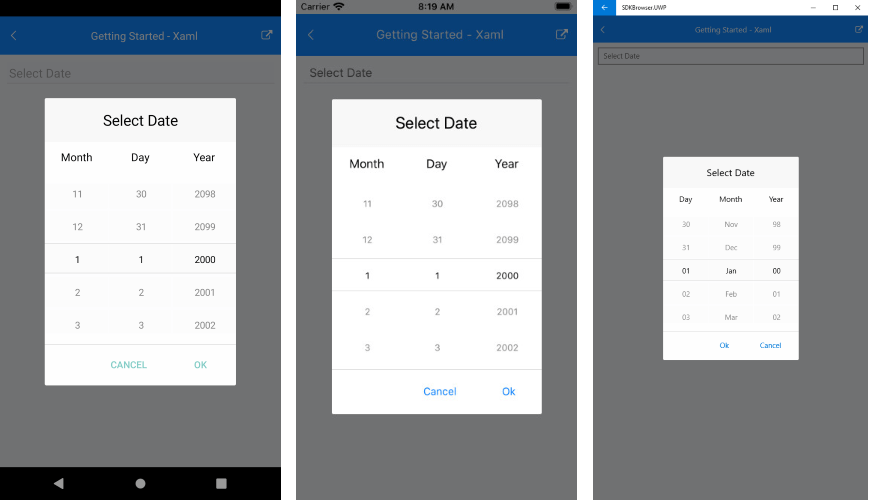 Getting Started - Xaml
Select Date
Select Date
Month Day Year
11 30 2098
12 31 2099
1 1 2000
2 2 2001
3 3 2002
CANCEL OK
Carrier 8:19 AM
Getting Started - Xaml
Select Date
Select Date
Month Day Year
11 30 2098
12 31 2099
1 1 2000
2 2 2001
3 3 2002
Cancel Ok
SDKBrowser.UWP
Getting Started - Xaml
Select Date
Select Date
Day Month Year
30 Nov 98
31 Dec 99
01 Jan 00
02 Feb 01
03 Mar 02
Ok Cancel